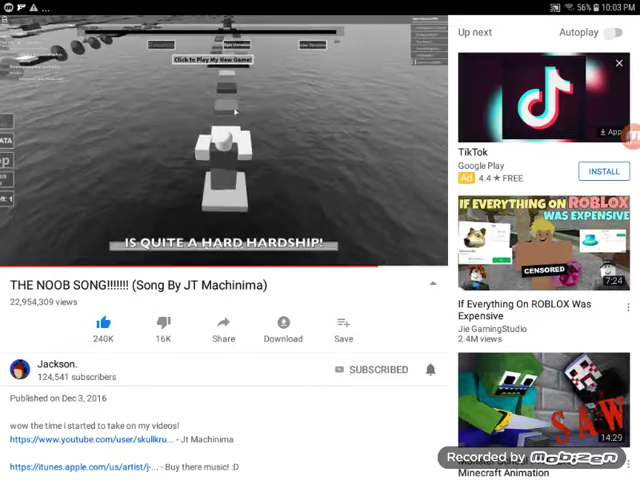 56% 10:03 PM
Click to Play My New Game!
IS QUITE A HARD HARDSHIP!
THE NOOB SONG!!!!!!! (Song By JT Machinima)
22,954,309 views
240K
16K
Share
Download
Save
Jackson.
124,541 subscribers
SUBSCRIBED
Published on Dec 3, 2016
wow the time i started to take on my videos!
https://www.youtube.com/user/skullkru... - Jt Machinima
https://itunes.apple.com/us/artist/j-... - Buy there music! :D
Up next
Autoplay
App
TikTok
Google Play
Ad 4.4 ★ FREE
INSTALL
IF EVERYTHING ON ROBLOX
WAS EXPENSIVE
CENSORED
7:24
If Everything On ROBLOX Was
Expensive
Jie GamingStudio
2.4M views
SAW
14:29
Recorded by
Mobizen
Minecraft Animation